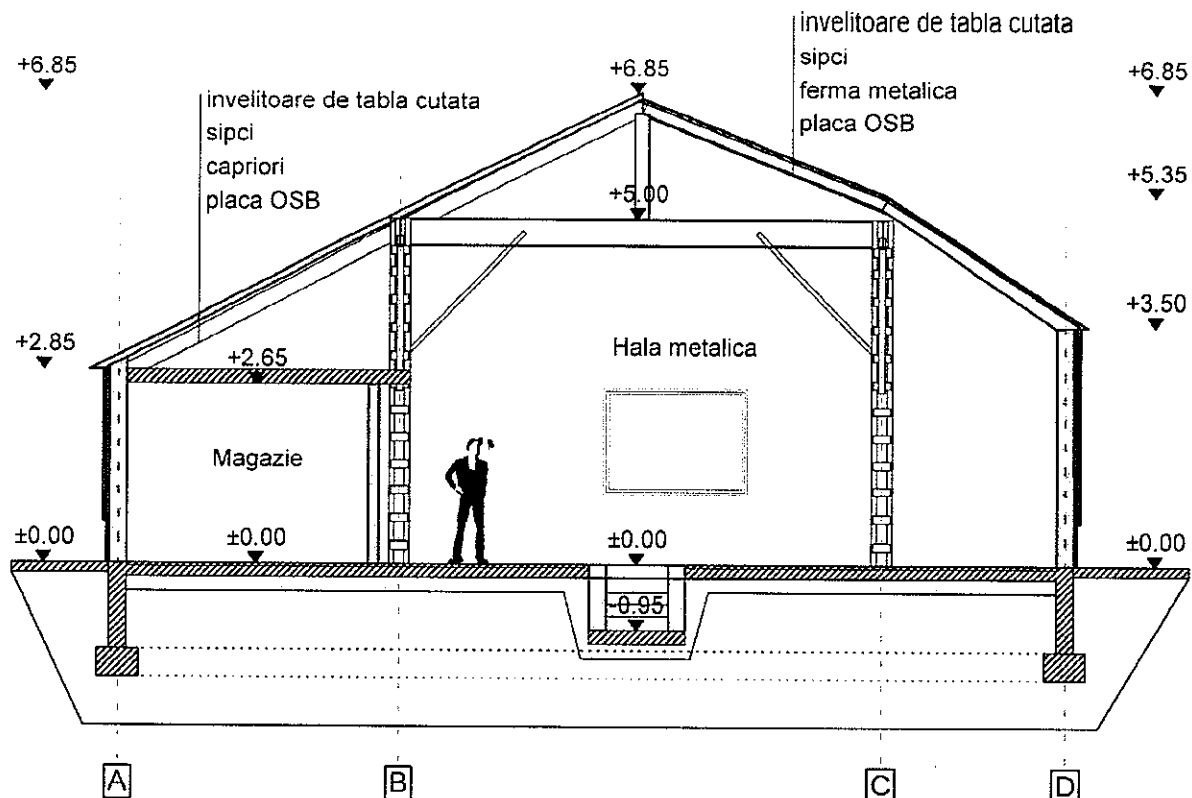 invelitoare de tabla cutata
sipci
ferma metalica
placa OSB
+6.85
+6.85
+6.85
invelitoare de tabla cutata
sipci
capriori
placa OSB
+5.00
+5.35
+3.50
+2.85
+2.65
Hala metalica
Magazie
±0.00
±0.00
±0.00
±0.00
-0.95
A
B
C
D